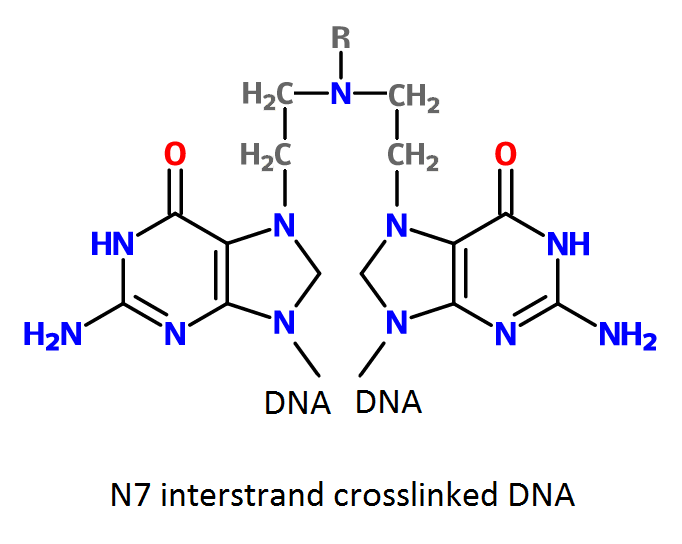 R
H₂C N CH₂
O H₂C CH₂ O
HN N N NH
H₂N N N N N NH₂
DNA DNA
N7 interstrand crosslinked DNA